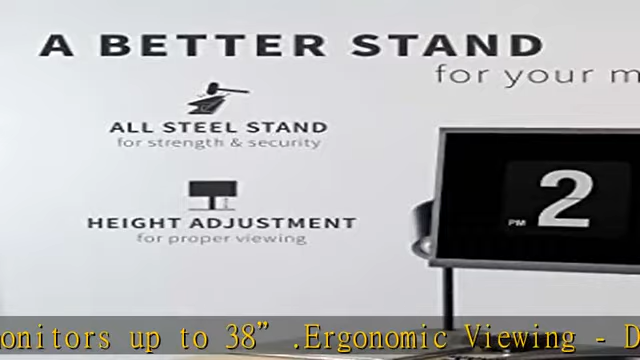 A BETTER STAND
for your m
ALL STEEL STAND
for strength & security
HEIGHT ADJUSTMENT
for proper viewing
PM 2
onitors up to 38” .Ergonomic Viewing - D